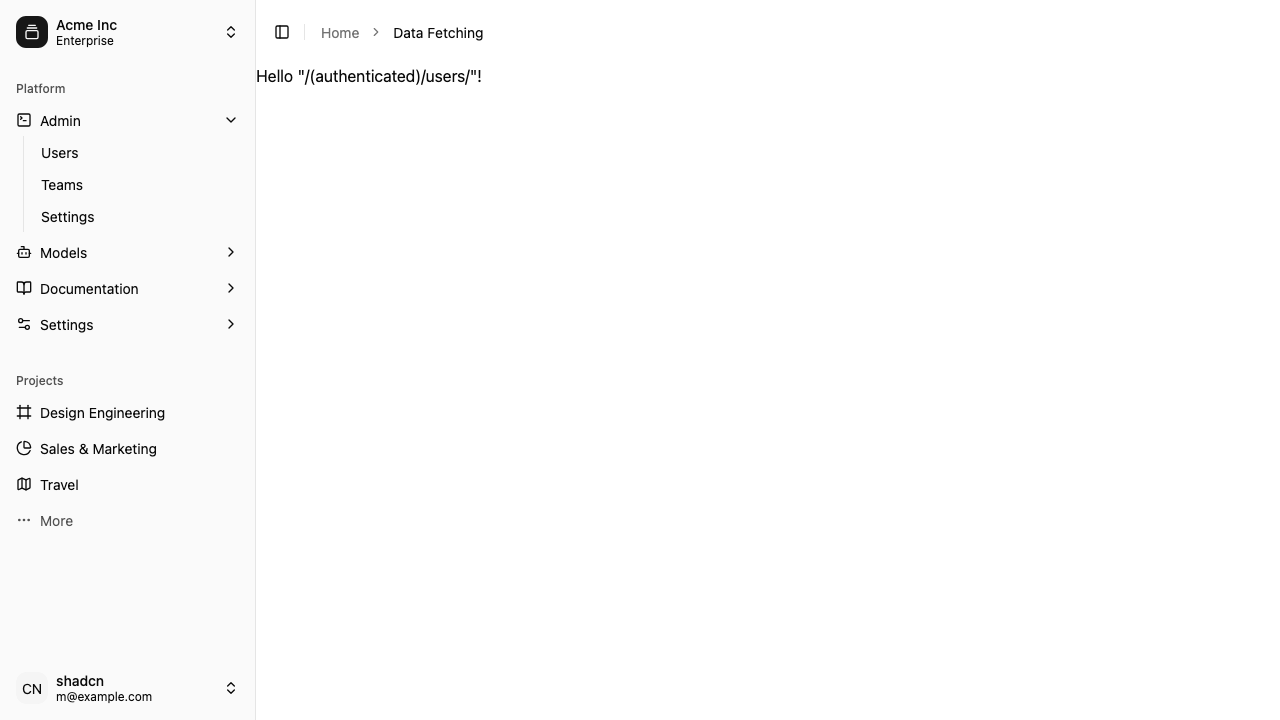 Acme Inc
Enterprise
Platform
Admin
Users
Teams
Settings
Models
Documentation
Settings
Projects
Design Engineering
Sales & Marketing
Travel
More
CN
shadcn
m@example.com
Home
Data Fetching
Hello "/(authenticated)/users/"!